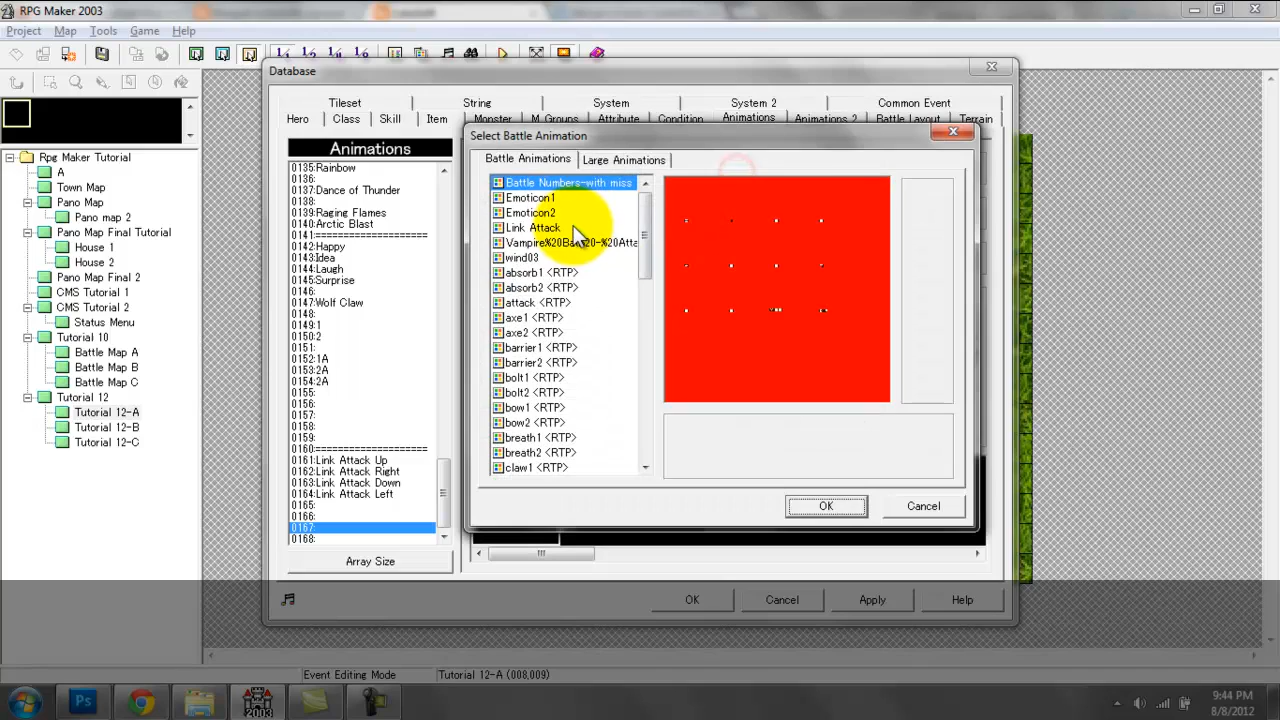 RPG Maker 2003
Project Map Tools Game Help
Database
Tileset String System System 2 Common Event
Hero Class Skill Item Monster M Groups Attribute Condition Animations Animations 2 Battle Layout Terrain
Rpg Maker Tutorial
A
Town Map
Pano Map
Pano map 2
Pano Map Final Tutorial
House 1
House 2
Pano Map Final 2
CMS Tutorial 1
CMS Tutorial 2
Status Menu
Tutorial 10
Battle Map A
Battle Map B
Battle Map C
Tutorial 12
Tutorial 12-A
Tutorial 12-B
Tutorial 12-C
Animations
0135:Rainbow
0136:
0137:Dance of Thunder
0138:
0139:Raging Flames
0140:Arctic Blast
0141:====================
0142:Happy
0143:Idea
0144:Laugh
0145:Surprise
0146:
0147:Wolf Claw
0148:
0149:1
0150:2
0151:
0152:1A
0153:2A
0154:2A
0155:
0156:
0157:
0158:
0159:
0160:====================
0161:Link Attack Up
0162:Link Attack Right
0163:Link Attack Down
0164:Link Attack Left
0165:
0166:
0167:
0168:
Array Size
Select Battle Animation
Battle Animations Large Animations
Battle Numbers-with miss
Emoticon1
Emoticon2
Link Attack
Vampire%20Bat%20-%20Atta
wind03
absorb1 <RTP>
absorb2 <RTP>
attack <RTP>
axe1 <RTP>
axe2 <RTP>
barrier1 <RTP>
barrier2 <RTP>
bolt1 <RTP>
bolt2 <RTP>
bow1 <RTP>
bow2 <RTP>
breath1 <RTP>
breath2 <RTP>
claw1 <RTP>
OK Cancel
OK Cancel Apply Help
Event Editing Mode Tutorial 12-A (008,009)
Ps
2003
9:44 PM
8/8/2012